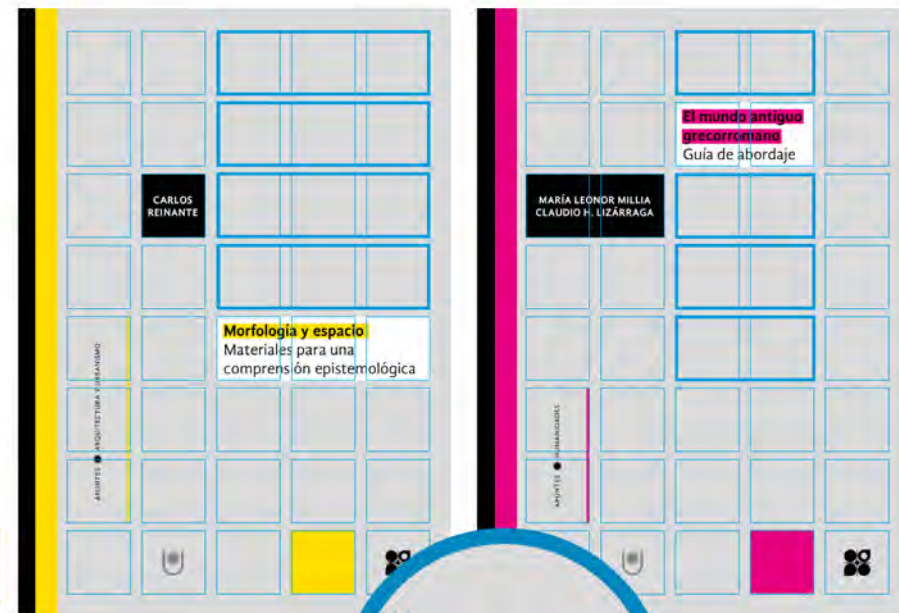 CARLOS
REINANTE
Morfología y espacio
Materiales para una
comprensión epistemológica
APUNTES ● ARQUITECTURA Y URBANISMO
El mundo antiguo
grecorromano
Guía de abordaje
MARÍA LEONOR MILLIA
CLAUDIO H. LIZÁRRAGA
APUNTES ● HUMANIDADES